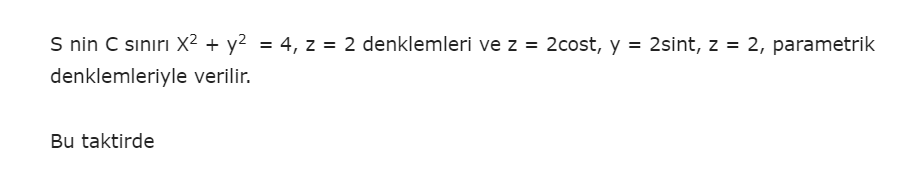 S nin C sınırı X² + y² = 4, z = 2 denklemleri ve z = 2cost, y = 2sint, z = 2, parametrik
denklemleriyle verilir.
Bu taktirde